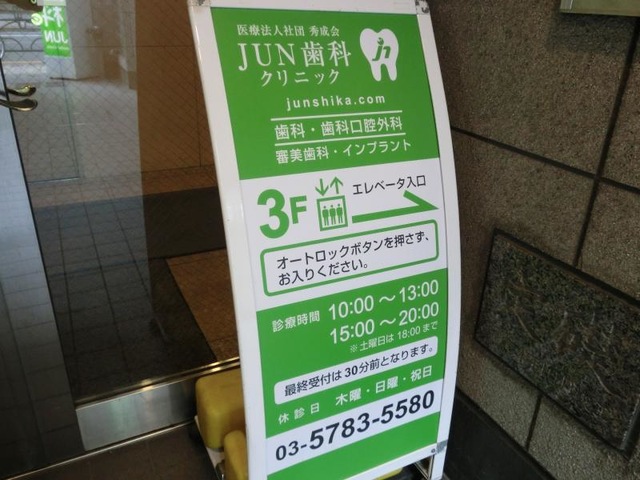 医療法人社団 秀成会
JUN歯科
クリニック
jn
junshika.com
歯科・歯科口腔外科
審美歯科・インプラント
3F エレベータ入口
オートロックボタンを押さず、
お入りください。
診療時間 10:00～13:00
15:00～20:00
※土曜日は18:00まで
最終受付は30分前となります。
休診日 木曜・日曜・祝日
03-5783-5580
科
JUN